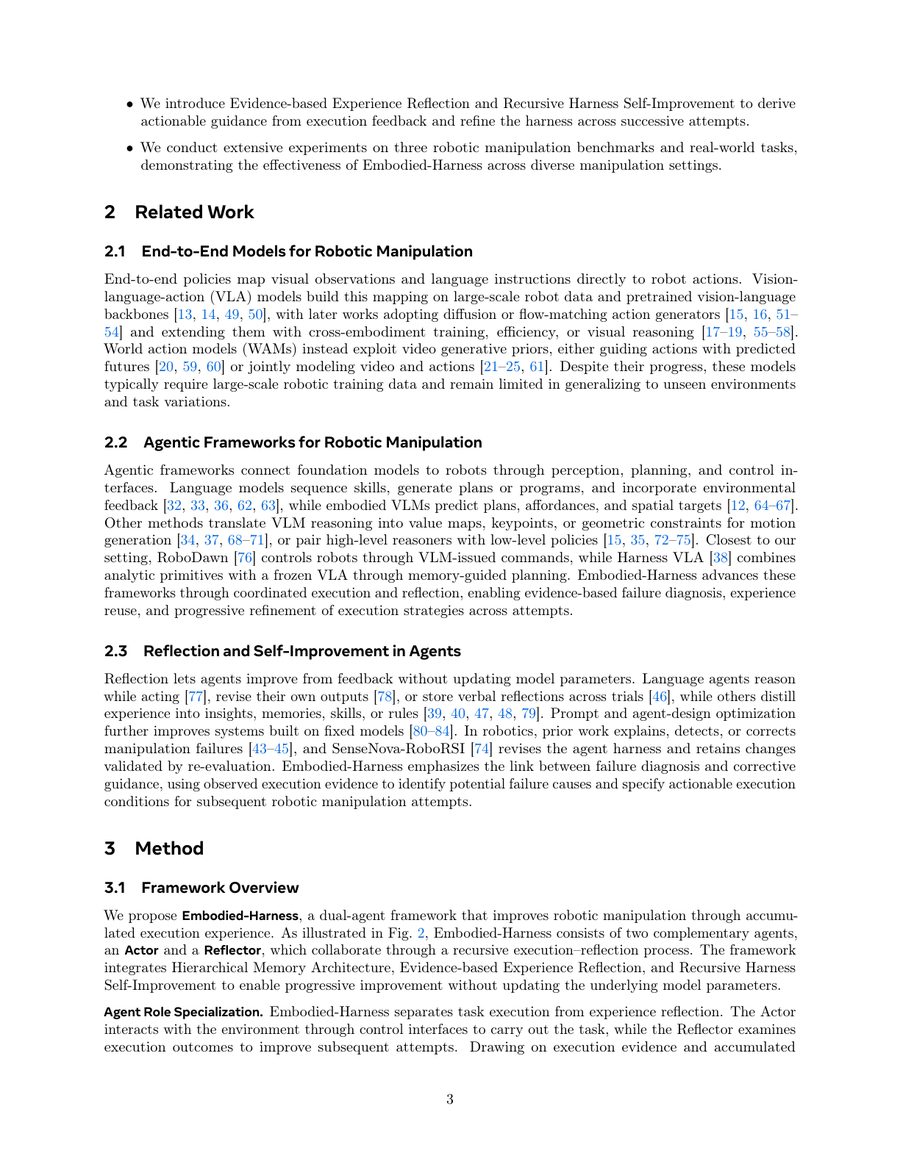 • We introduce Evidence-based Experience Reflection and Recursive Harness Self-Improvement to derive
actionable guidance from execution feedback and refine the harness across successive attempts.
• We conduct extensive experiments on three robotic manipulation benchmarks and real-world tasks,
demonstrating the effectiveness of Embodied-Harness across diverse manipulation settings.
2 Related Work
2.1 End-to-End Models for Robotic Manipulation
End-to-end policies map visual observations and language instructions directly to robot actions. Vision-
language-action (VLA) models build this mapping on large-scale robot data and pretrained vision-language
backbones [13, 14, 49, 50], with later works adopting diffusion or flow-matching action generators [15, 16, 51–
54] and extending them with cross-embodiment training, efficiency, or visual reasoning [17–19, 55–58].
World action models (WAMs) instead exploit video generative priors, either guiding actions with predicted
futures [20, 59, 60] or jointly modeling video and actions [21–25, 61]. Despite their progress, these models
typically require large-scale robotic training data and remain limited in generalizing to unseen environments
and task variations.
2.2 Agentic Frameworks for Robotic Manipulation
Agentic frameworks connect foundation models to robots through perception, planning, and control in-
terfaces. Language models sequence skills, generate plans or programs, and incorporate environmental
feedback [32, 33, 36, 62, 63], while embodied VLMs predict plans, affordances, and spatial targets [12, 64–67].
Other methods translate VLM reasoning into value maps, keypoints, or geometric constraints for motion
generation [34, 37, 68–71], or pair high-level reasoners with low-level policies [15, 35, 72–75]. Closest to our
setting, RoboDawn [76] controls robots through VLM-issued commands, while Harness VLA [38] combines
analytic primitives with a frozen VLA through memory-guided planning. Embodied-Harness advances these
frameworks through coordinated execution and reflection, enabling evidence-based failure diagnosis, experience
reuse, and progressive refinement of execution strategies across attempts.
2.3 Reflection and Self-Improvement in Agents
Reflection lets agents improve from feedback without updating model parameters. Language agents reason
while acting [77], revise their own outputs [78], or store verbal reflections across trials [46], while others distill
experience into insights, memories, skills, or rules [39, 40, 47, 48, 79]. Prompt and agent-design optimization
further improves systems built on fixed models [80–84]. In robotics, prior work explains, detects, or corrects
manipulation failures [43–45], and SenseNova-RoboRSI [74] revises the agent harness and retains changes
validated by re-evaluation. Embodied-Harness emphasizes the link between failure diagnosis and corrective
guidance, using observed execution evidence to identify potential failure causes and specify actionable execution
conditions for subsequent robotic manipulation attempts.
3 Method
3.1 Framework Overview
We propose Embodied-Harness, a dual-agent framework that improves robotic manipulation through accumu-
lated execution experience. As illustrated in Fig. 2, Embodied-Harness consists of two complementary agents,
an Actor and a Reflector, which collaborate through a recursive execution–reflection process. The framework
integrates Hierarchical Memory Architecture, Evidence-based Experience Reflection, and Recursive Harness
Self-Improvement to enable progressive improvement without updating the underlying model parameters.
Agent Role Specialization. Embodied-Harness separates task execution from experience reflection. The Actor
interacts with the environment through control interfaces to carry out the task, while the Reflector examines
execution outcomes to improve subsequent attempts. Drawing on execution evidence and accumulated
3